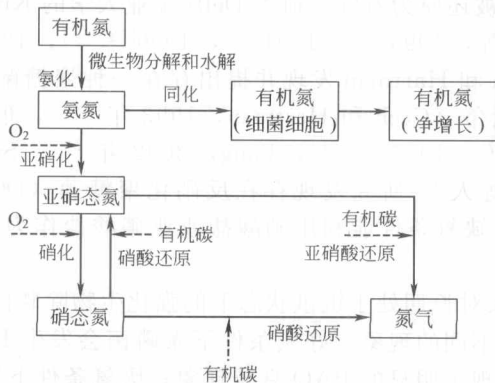 有机氮
微生物分解和水解
氨化
氨氮
同化
有机氮
(细菌细胞)
有机氮
(净增长)
O₂
亚硝化
亚硝态氮
O₂
硝化
有机碳
硝酸还原
有机碳
亚硝酸还原
硝态氮
硝酸还原
氮气
有机碳